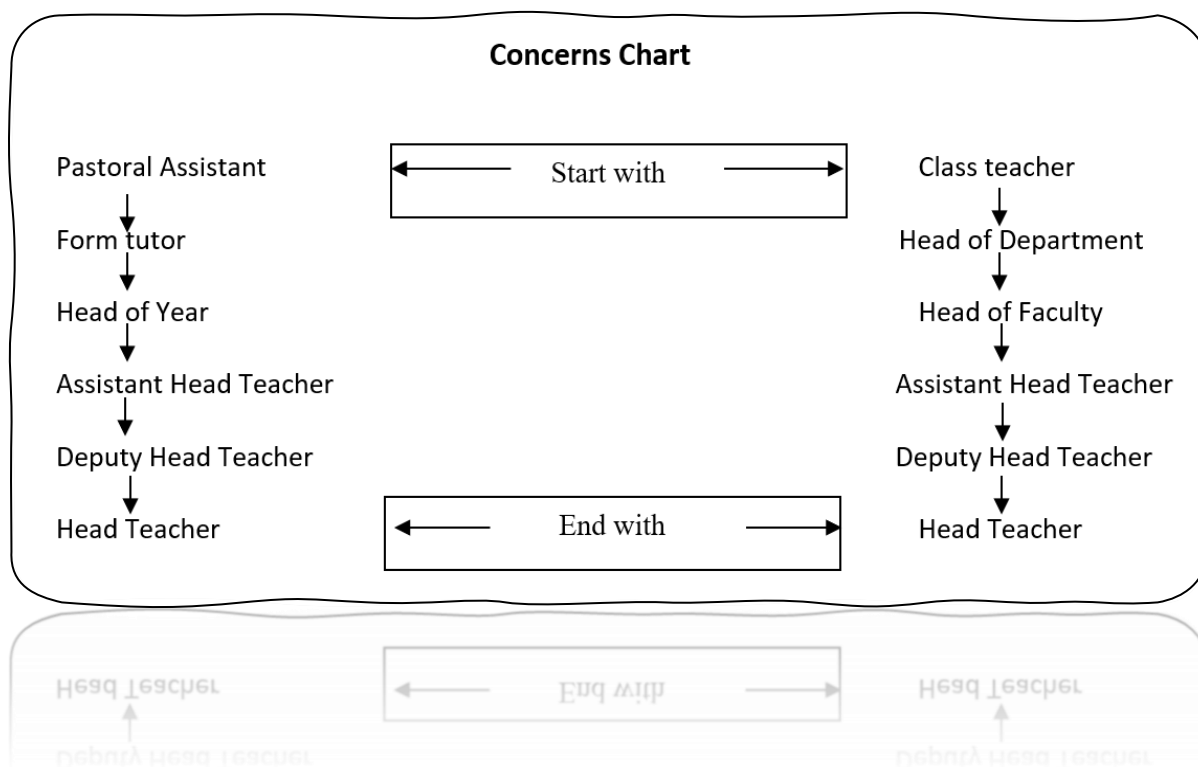 Concerns Chart
Pastoral Assistant Start with Class teacher
Form tutor Head of Department
Head of Year Head of Faculty
Assistant Head Teacher Assistant Head Teacher
Deputy Head Teacher Deputy Head Teacher
Head Teacher End with Head Teacher